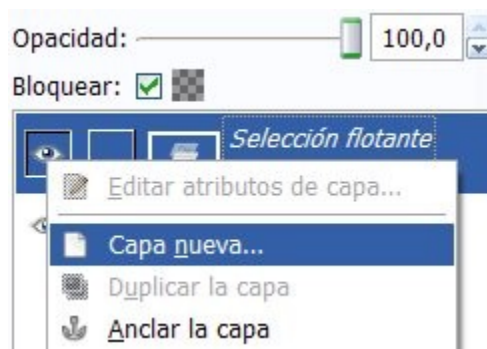 Opacidad: 100,0
Bloquear:
Selección flotante
Editar atributos de capa...
Capa nueva...
Duplicar la capa
Anclar la capa